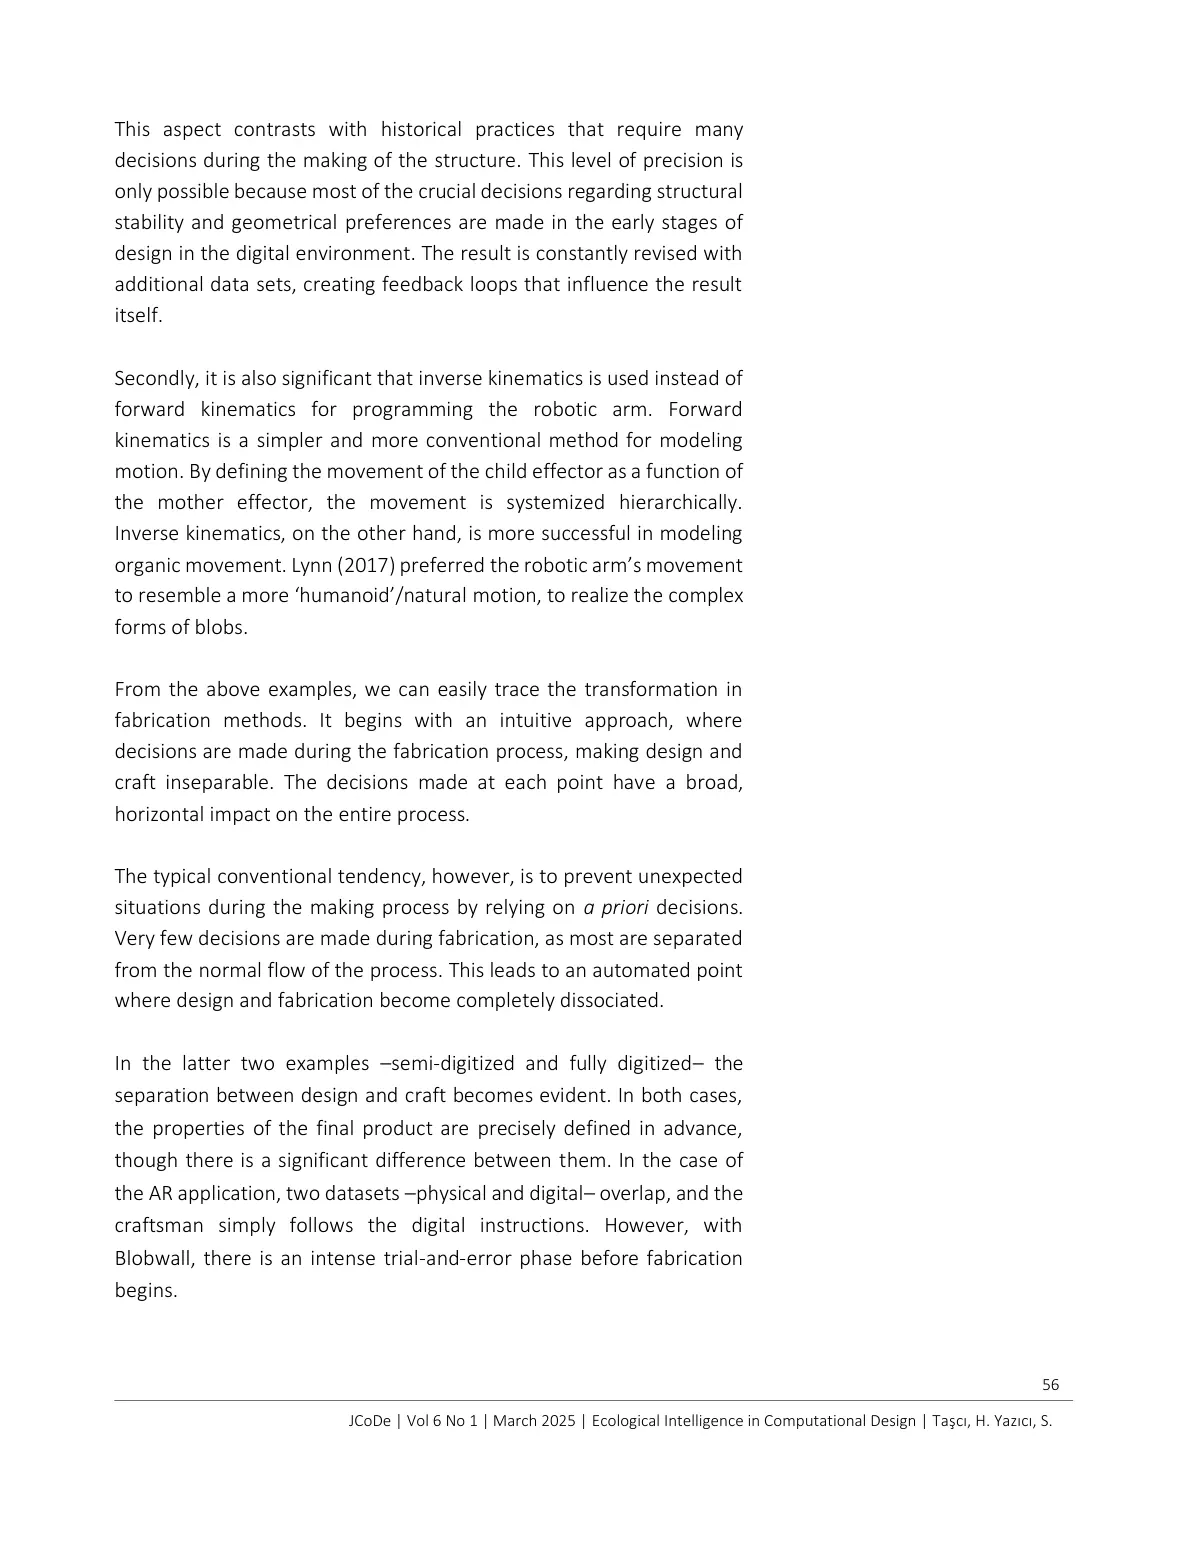 This aspect contrasts with historical practices that require many
decisions during the making of the structure. This level of precision is
only possible because most of the crucial decisions regarding structural
stability and geometrical preferences are made in the early stages of
design in the digital environment. The result is constantly revised with
additional data sets, creating feedback loops that influence the result
itself.
Secondly, it is also significant that inverse kinematics is used instead of
forward kinematics for programming the robotic arm. Forward
kinematics is a simpler and more conventional method for modeling
motion. By defining the movement of the child effector as a function of
the mother effector, the movement is systemized hierarchically.
Inverse kinematics, on the other hand, is more successful in modeling
organic movement. Lynn (2017) preferred the robotic arm’s movement
to resemble a more ‘humanoid’/natural motion, to realize the complex
forms of blobs.
From the above examples, we can easily trace the transformation in
fabrication methods. It begins with an intuitive approach, where
decisions are made during the fabrication process, making design and
craft inseparable. The decisions made at each point have a broad,
horizontal impact on the entire process.
The typical conventional tendency, however, is to prevent unexpected
situations during the making process by relying on a priori decisions.
Very few decisions are made during fabrication, as most are separated
from the normal flow of the process. This leads to an automated point
where design and fabrication become completely dissociated.
In the latter two examples –semi-digitized and fully digitized– the
separation between design and craft becomes evident. In both cases,
the properties of the final product are precisely defined in advance,
though there is a significant difference between them. In the case of
the AR application, two datasets –physical and digital– overlap, and the
craftsman simply follows the digital instructions. However, with
Blobwall, there is an intense trial-and-error phase before fabrication
begins.
56
JCoDe | Vol 6 No 1 | March 2025 | Ecological Intelligence in Computational Design | Taşcı, H. Yazıcı, S.